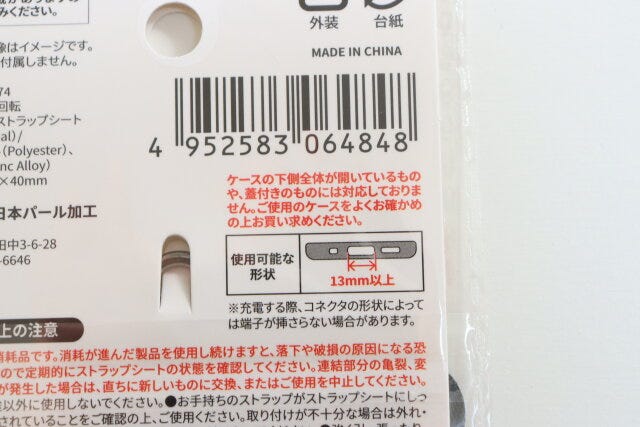 みください。
外装
台紙
像はイメージです。
付属しません。
MADE IN CHINA
74
回転
ストラップシート
al)/
(Polyester)、
nc Alloy)
×40mm
4 952583 064848
ケースの下側全体が開いているもの
や、蓋付きのものには対応しておりま
せん。ご使用のケースをよくお確かめ
の上お買い求めください。
日本パール加工
田中3-6-28
-6646
使用可能な
形状
13mm以上
※充電する際、コネクタの形状によって
は端子が挿さらない場合があります。
上の注意
消耗品です。消耗が進んだ製品を使用し続けますと、落下や破損の原因になる恐
ので定期的にストラップシートの状態を確認してください。連結部分の亀裂、変
が発生した場合は、直ちに新しいものに交換、またはご使用を中止してください。
以外に使用しないでください。●お手持ちのストラップがストラップシートにしっ
されていることをご確認の上、ご使用ください。取り付けが不十分な場合は外れ・